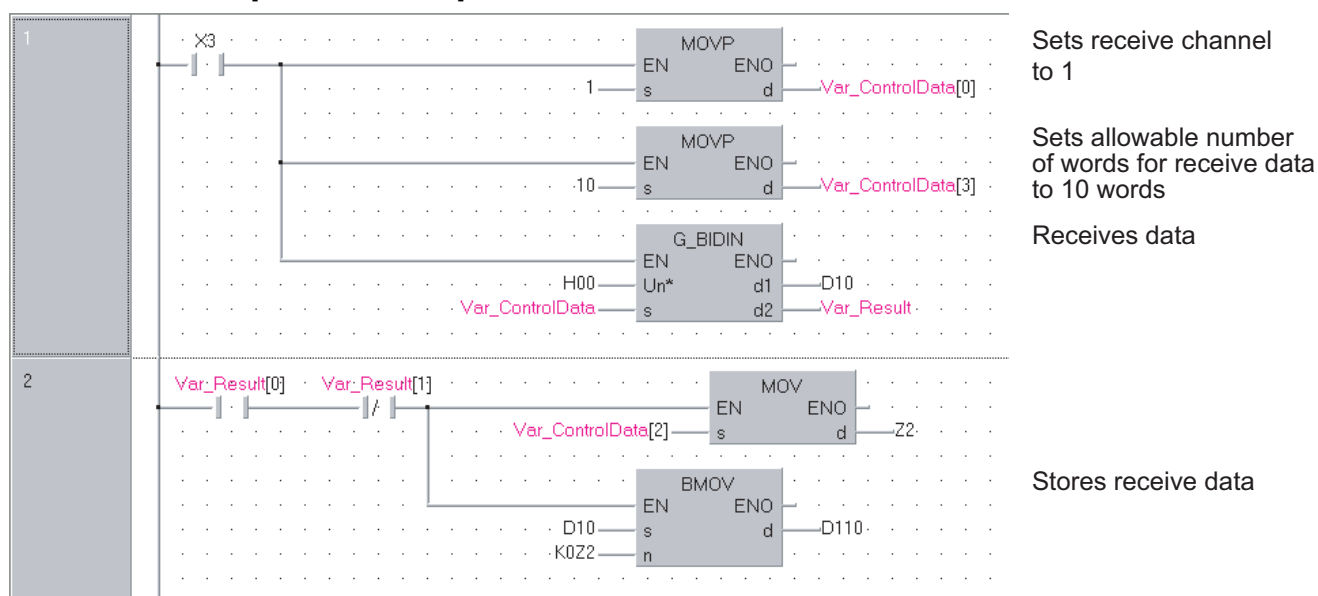 1
X3
MOVP
EN ENO
1 s d Var_ControlData[0]
Sets receive channel
to 1
MOVP
EN ENO
10 s d Var_ControlData[3]
Sets allowable number
of words for receive data
to 10 words
G_BIDIN
EN ENO
H00 Un* d1 D10
Var_ControlData s d2 Var_Result
Receives data
2
Var_Result[0] Var_Result[1]
MOV
EN ENO
Var_ControlData[2] s d Z2
BMOV
EN ENO
D10 s d D110
K0Z2 n
Stores receive data